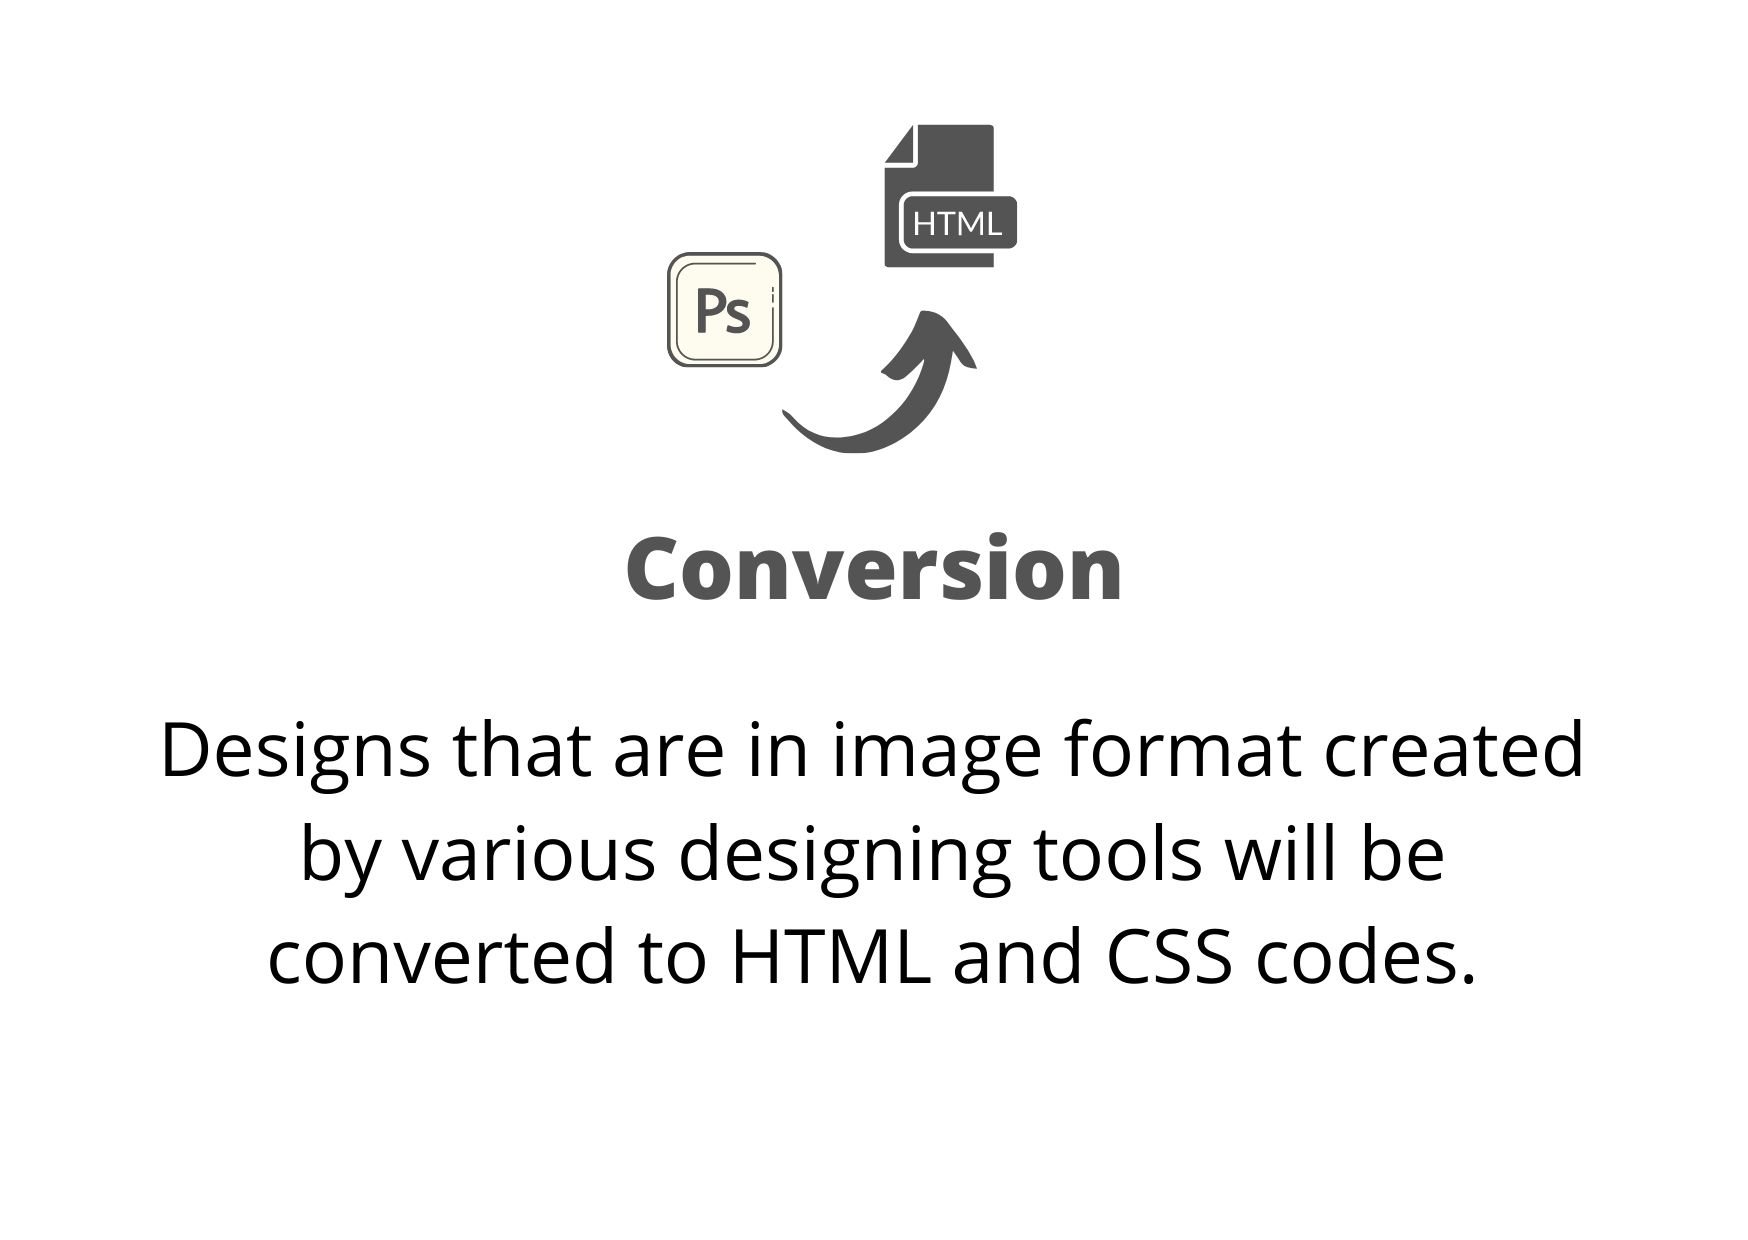 HTML
Ps
Conversion
Designs that are in image format created
by various designing tools will be
converted to HTML and CSS codes.